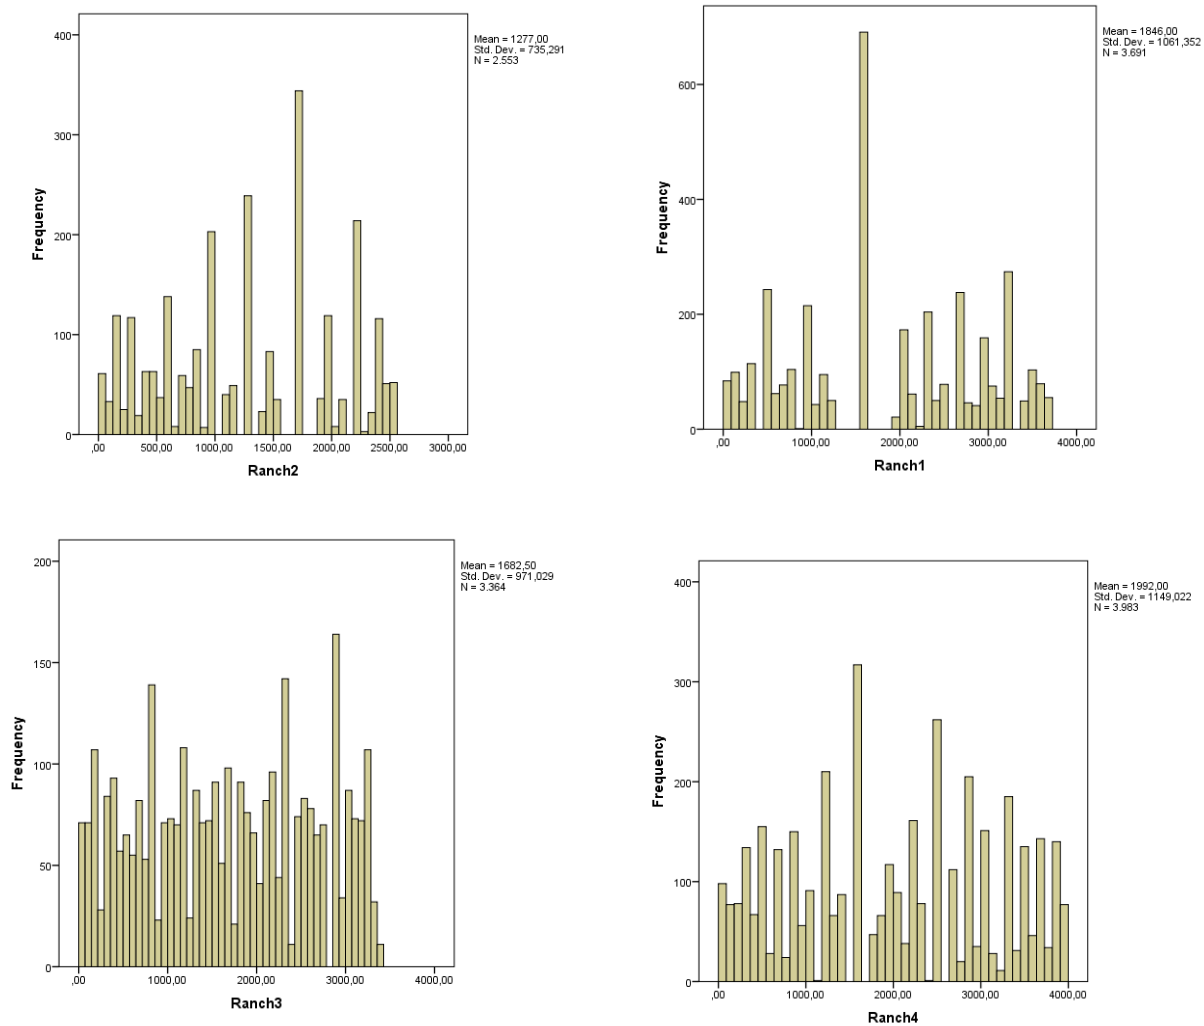 400
300
200
100
0
Frequency
,00
500,00
1000,00
1500,00
2000,00
2500,00
3000,00
Ranch2
Mean = 1277,00
Std. Dev. = 735,291
N = 2.553
600
400
200
0
Frequency
,00
1000,00
2000,00
3000,00
4000,00
Ranch1
Mean = 1846,00
Std. Dev. = 1061,352
N = 3.691
200
150
100
50
0
Frequency
,00
1000,00
2000,00
3000,00
4000,00
Ranch3
Mean = 1682,50
Std. Dev. = 971,029
N = 3.364
400
300
200
100
0
Frequency
,00
1000,00
2000,00
3000,00
4000,00
Ranch4
Mean = 1992,00
Std. Dev. = 1149,022
N = 3.983